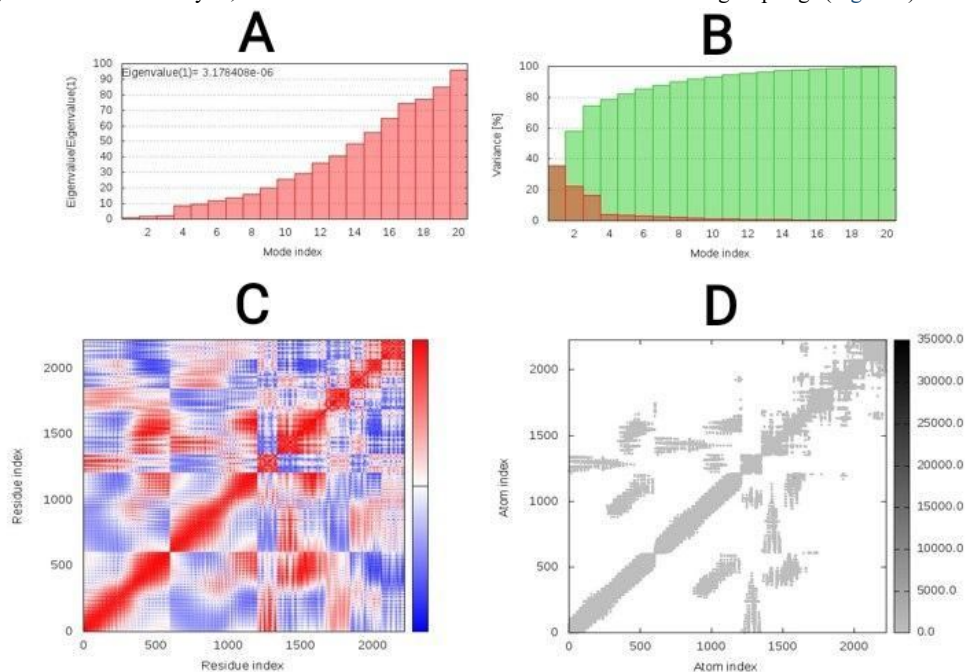 A
B
Eigenvalue(1)= 3.178408e-06
Eigenvalue/Eigenvalue(1)
100
90
80
70
60
50
40
30
20
10
0
2 4 6 8 10 12 14 16 18 20
Mode index
Variance [%]
100
80
60
40
20
0
2 4 6 8 10 12 14 16 18 20
Mode index
C
D
Residue index
2000
1500
1000
500
0
0 500 1000 1500 2000
Residue index
Atom index
2000
1500
1000
500
0
0 500 1000 1500 2000
Atom index
35000.0
30000.0
25000.0
20000.0
15000.0
10000.0
5000.0
0.0